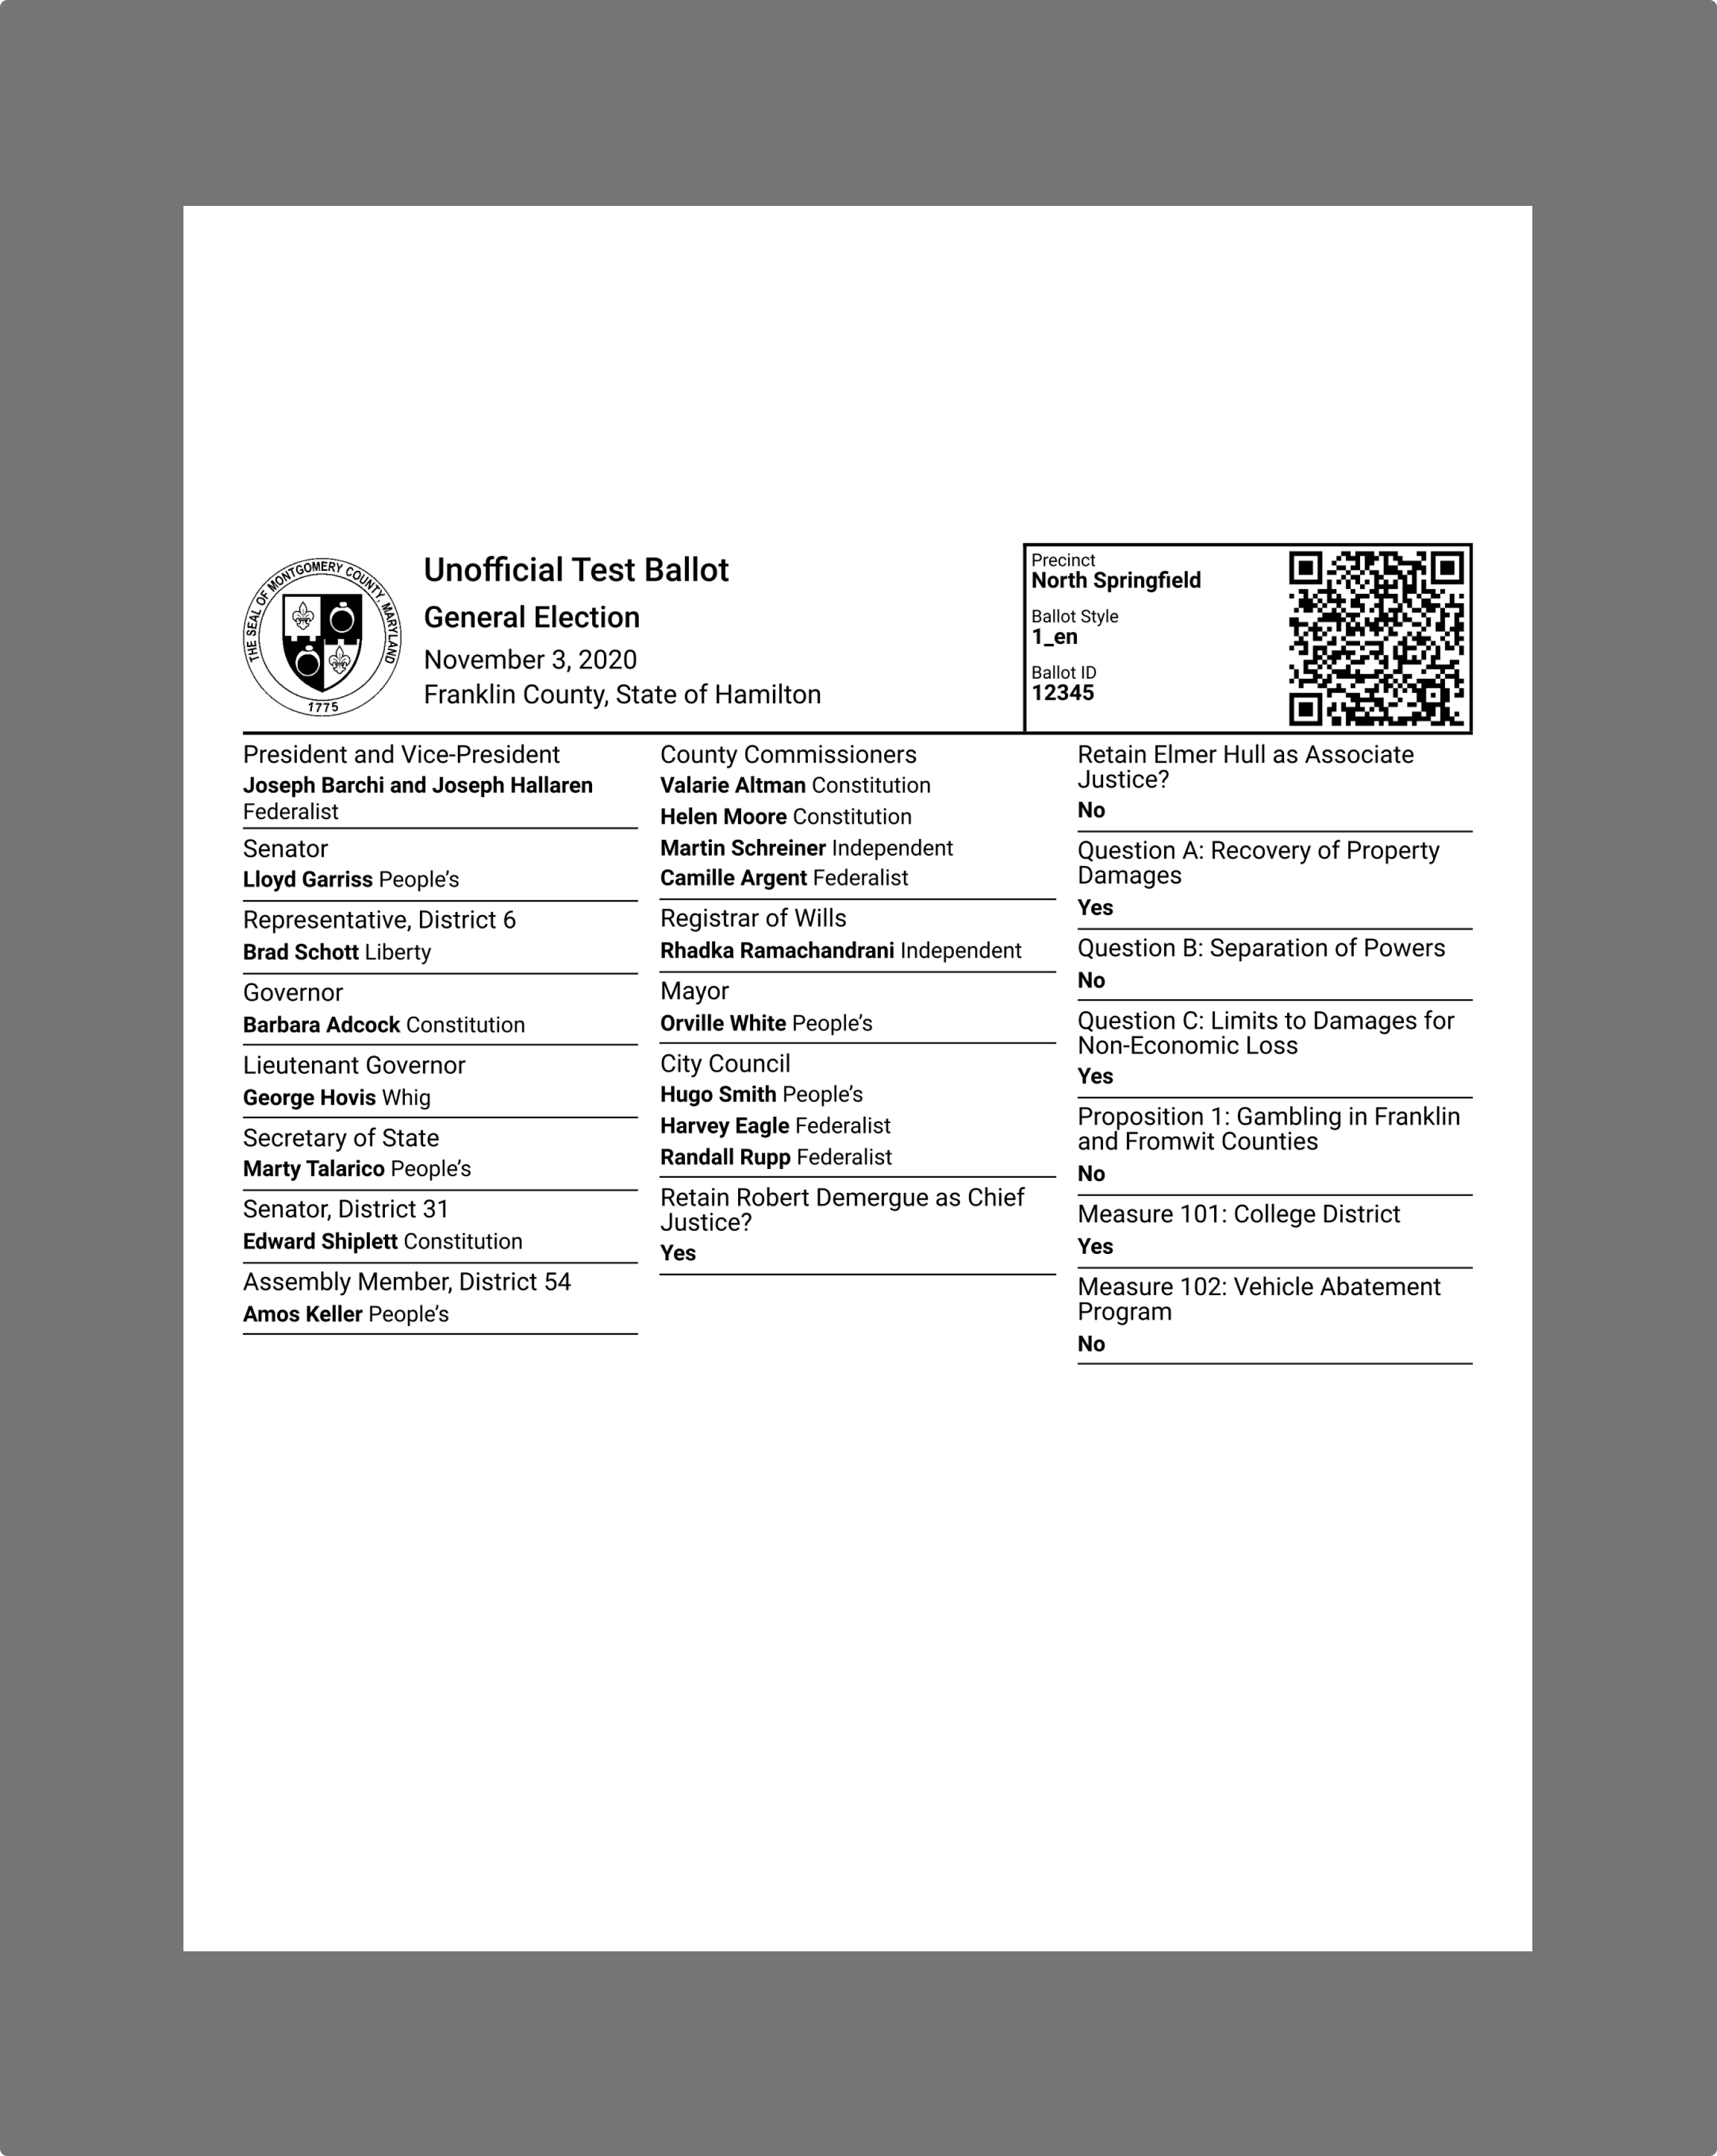 THE SEAL OF MONTGOMERY COUNTY, MARYLAND
1775
Unofficial Test Ballot
General Election
November 3, 2020
Franklin County, State of Hamilton
Precinct
North Springfield
Ballot Style
1_en
Ballot ID
12345
President and Vice-President
Joseph Barchi and Joseph Hallaren
Federalist
Senator
Lloyd Garriss People’s
Representative, District 6
Brad Schott Liberty
Governor
Barbara Adcock Constitution
Lieutenant Governor
George Hovis Whig
Secretary of State
Marty Talarico People’s
Senator, District 31
Edward Shiplett Constitution
Assembly Member, District 54
Amos Keller People’s
County Commissioners
Valarie Altman Constitution
Helen Moore Constitution
Martin Schreiner Independent
Camille Argent Federalist
Registrar of Wills
Rhadka Ramachandrani Independent
Mayor
Orville White People’s
City Council
Hugo Smith People’s
Harvey Eagle Federalist
Randall Rupp Federalist
Retain Robert Demergue as Chief
Justice?
Yes
Retain Elmer Hull as Associate
Justice?
No
Question A: Recovery of Property
Damages
Yes
Question B: Separation of Powers
No
Question C: Limits to Damages for
Non-Economic Loss
Yes
Proposition 1: Gambling in Franklin
and Fromwit Counties
No
Measure 101: College District
Yes
Measure 102: Vehicle Abatement
Program
No